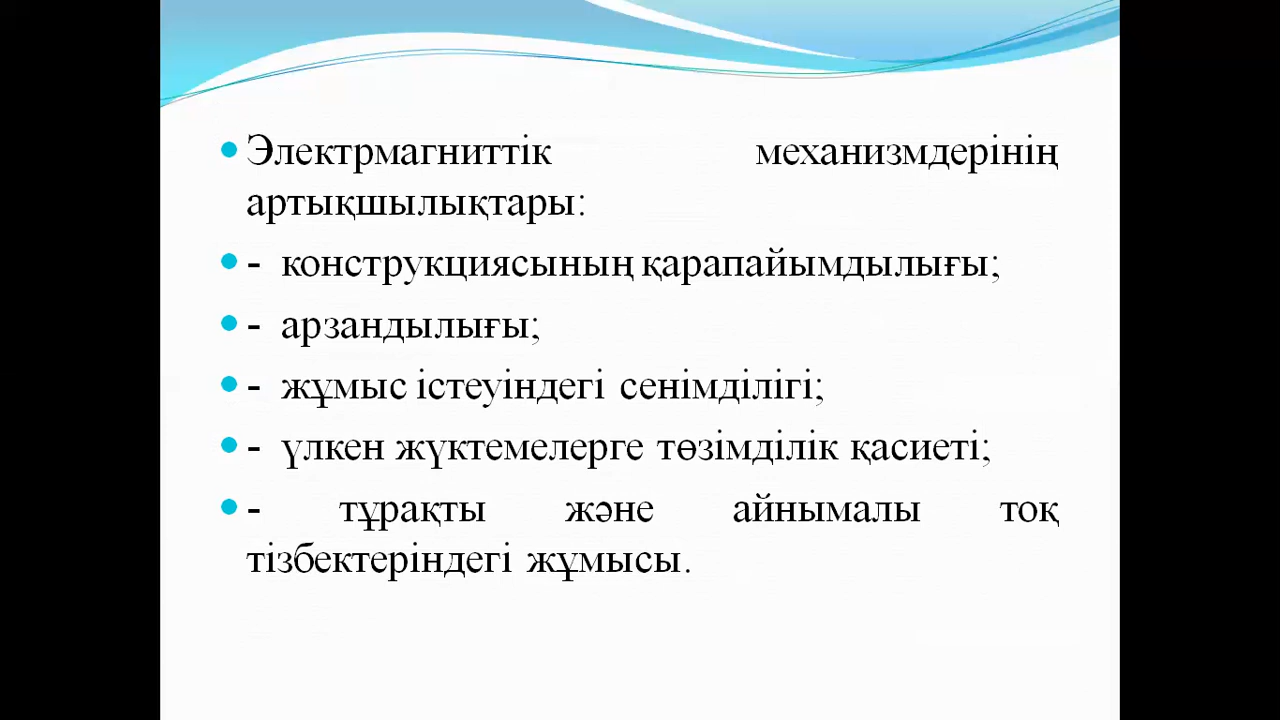 Электрмагниттік механизмдерінің
артықшылықтары:
- конструкциясының қарапайымдылығы;
- арзандылығы;
- жұмыс істеуіндегі сенімділігі;
- үлкен жүктемелерге төзімділік қасиеті;
- тұрақты және айнымалы тоқ
тізбектеріндегі жұмысы.